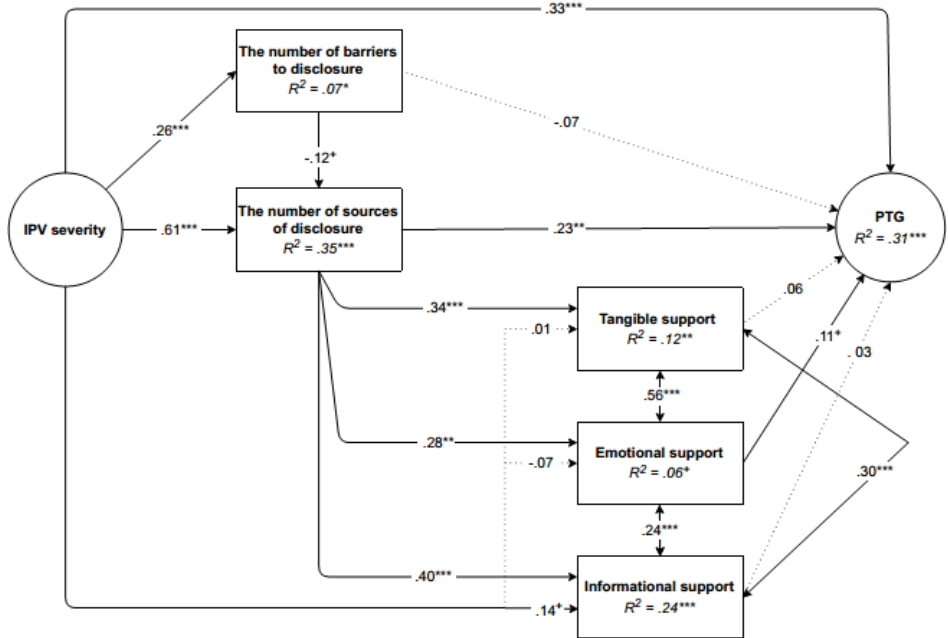 .33***
The number of barriers
to disclosure
R² = .07*
.26***
-.07
-.12⁺
IPV severity
.61***
The number of sources
of disclosure
R² = .35***
.23**
PTG
R² = .31***
.34***
.01
Tangible support
R² = .12**
.06
.11⁺
.03
.56***
.28**
-.07
Emotional support
R² = .06⁺
.30***
.24***
.40***
.14⁺
Informational support
R² = .24***